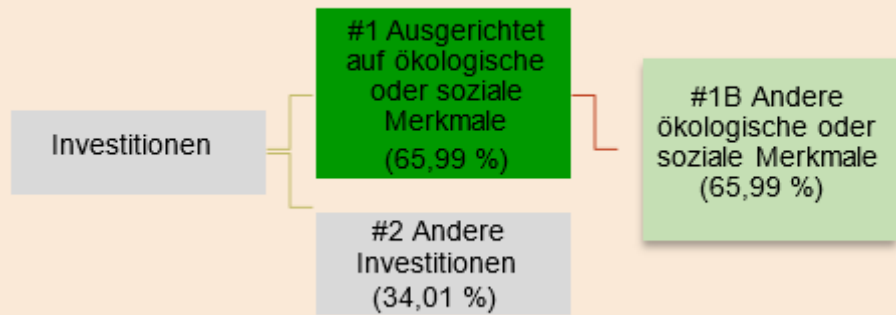 Investitionen
#1 Ausgerichtet
auf ökologische
oder soziale
Merkmale
(65,99 %)
#2 Andere
Investitionen
(34,01 %)
#1B Andere
ökologische oder
soziale Merkmale
(65,99 %)